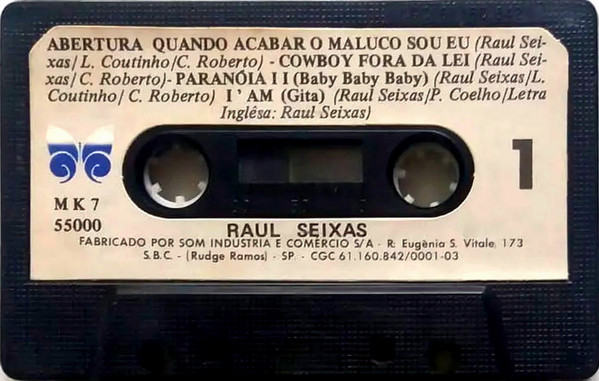 ABERTURA QUANDO ACABAR O MALUCO SOU EU (Raul Sei-
xas/L. Coutinho/C. Roberto) - COWBOY FORA DA LEI (Raul Sei-
xas/ C. Roberto)- PARANÓIA I I (Baby Baby Baby) (Raul Seixas/L.
Coutinho/ C. Roberto) I ' AM (Gita) (Raul Seixas/P. Coelho/Letra
Inglêsa: Raul Seixas)
1
M K 7
55000
RAUL SEIXAS
FABRICADO POR SOM INDUSTRIA E COMÉRCIO S/A - R. Eugênia S. Vitale, 173
S.B.C. - (Rudge Ramos) - SP. - CGC 61.160.842/0001-03